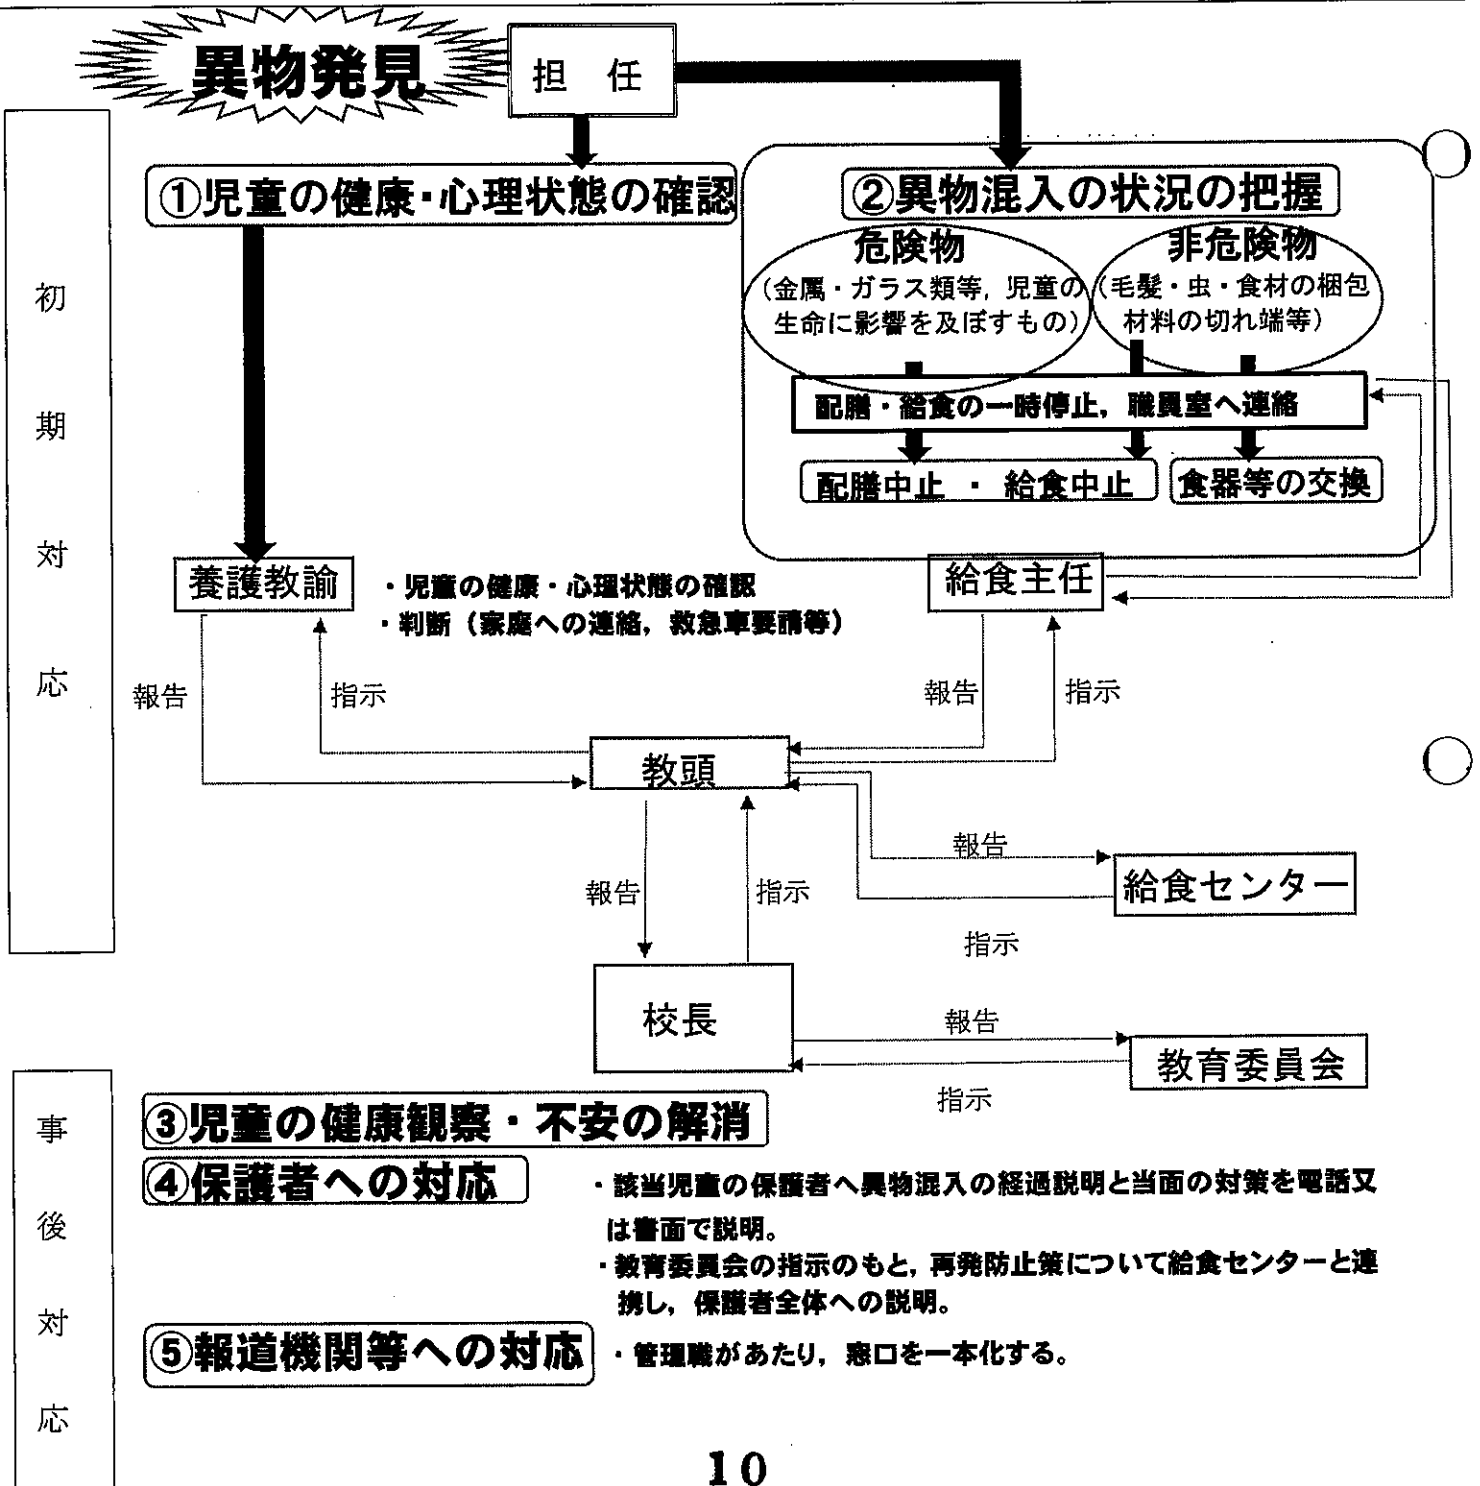 異物発見
担　任
初期対応
①児童の健康・心理状態の確認
②異物混入の状況の把握
危険物
（金属・ガラス類等，児童の
生命に影響を及ぼすもの）
非危険物
（毛髪・虫・食材の梱包
材料の切れ端等）
配膳・給食の一時停止，職員室へ連絡
配膳中止 ・ 給食中止
食器等の交換
養護教諭
・児童の健康・心理状態の確認
・判断（家庭への連絡，救急車要請等）
給食主任
報告
指示
報告
指示
教頭
報告
給食センター
報告
指示
指示
校長
報告
教育委員会
指示
事後対応
③児童の健康観察・不安の解消
④保護者への対応
・該当児童の保護者へ異物混入の経過説明と当面の対策を電話又
は書面で説明。
・教育委員会の指示のもと，再発防止策について給食センターと連
携し，保護者全体への説明。
⑤報道機関等への対応
・管理職があたり，窓口を一本化する。
10